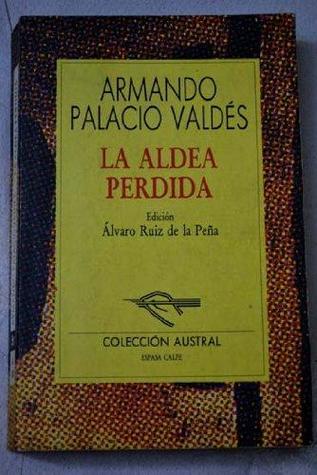 ARMANDO
PALACIO VALDÉS
LA ALDEA
PERDIDA
Edición
Álvaro Ruiz de la Peña
COLECCIÓN AUSTRAL
ESPASA CALPE